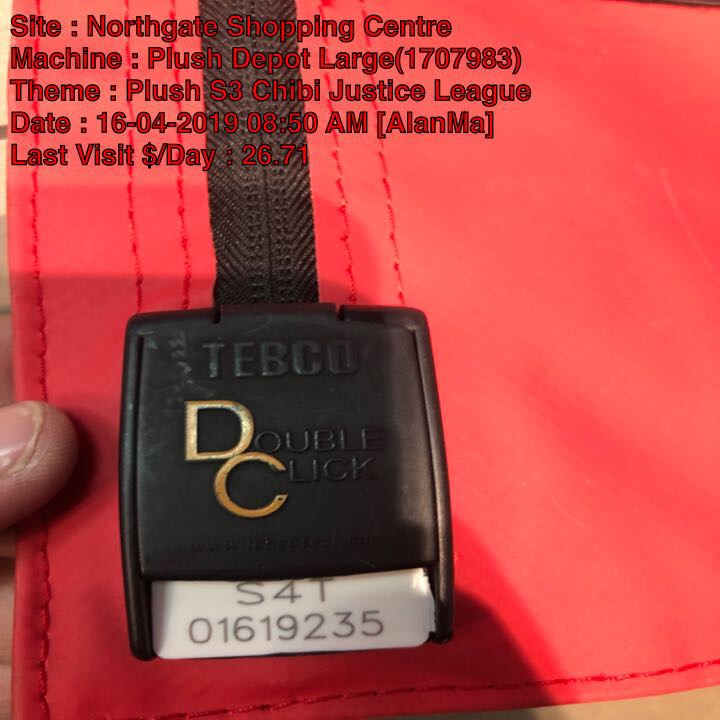 Site : Northgate Shopping Centre
Machine : Plush Depot Large(1707983)
Theme : Plush S3 Chibi Justice League
Date : 16-04-2019 08:50 AM [AlanMa]
Last Visit $/Day : 26.71
TEBCO
DOUBLE
CLICK
S4T
01619235